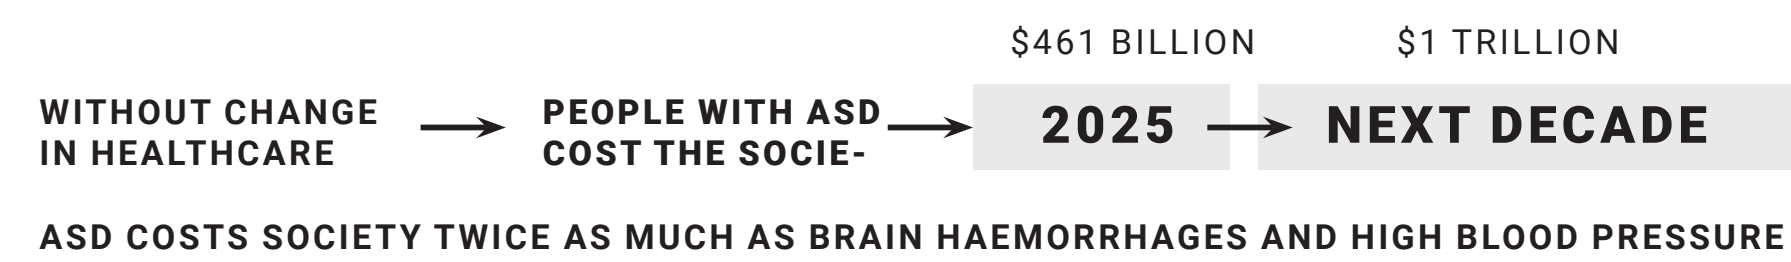 $461 BILLION
$1 TRILLION
WITHOUT CHANGE
IN HEALTHCARE
PEOPLE WITH ASD
COST THE SOCIE-
2025
NEXT DECADE
ASD COSTS SOCIETY TWICE AS MUCH AS BRAIN HAEMORRHAGES AND HIGH BLOOD PRESSURE